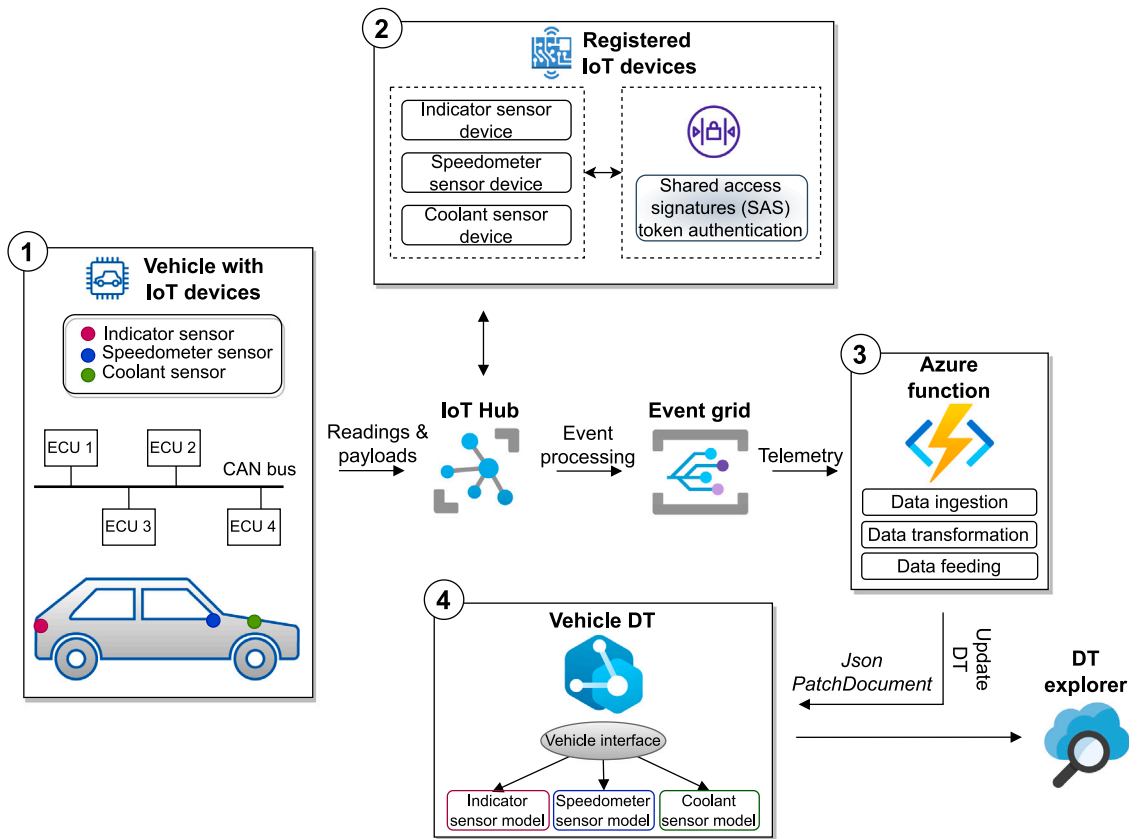 2
Registered
IoT devices
Indicator sensor
device
Speedometer
sensor device
Coolant sensor
device
Shared access
signatures (SAS)
token authentication
1
Vehicle with
IoT devices
Indicator sensor
Speedometer sensor
Coolant sensor
ECU 1
ECU 2
CAN bus
ECU 3
ECU 4
Readings &
payloads
IoT Hub
Event
processing
Event grid
Telemetry
3
Azure
function
Data ingestion
Data transformation
Data feeding
4
Vehicle DT
Vehicle interface
Indicator
sensor model
Speedometer
sensor model
Coolant
sensor model
Json
PatchDocument
Update
DT
DT
explorer